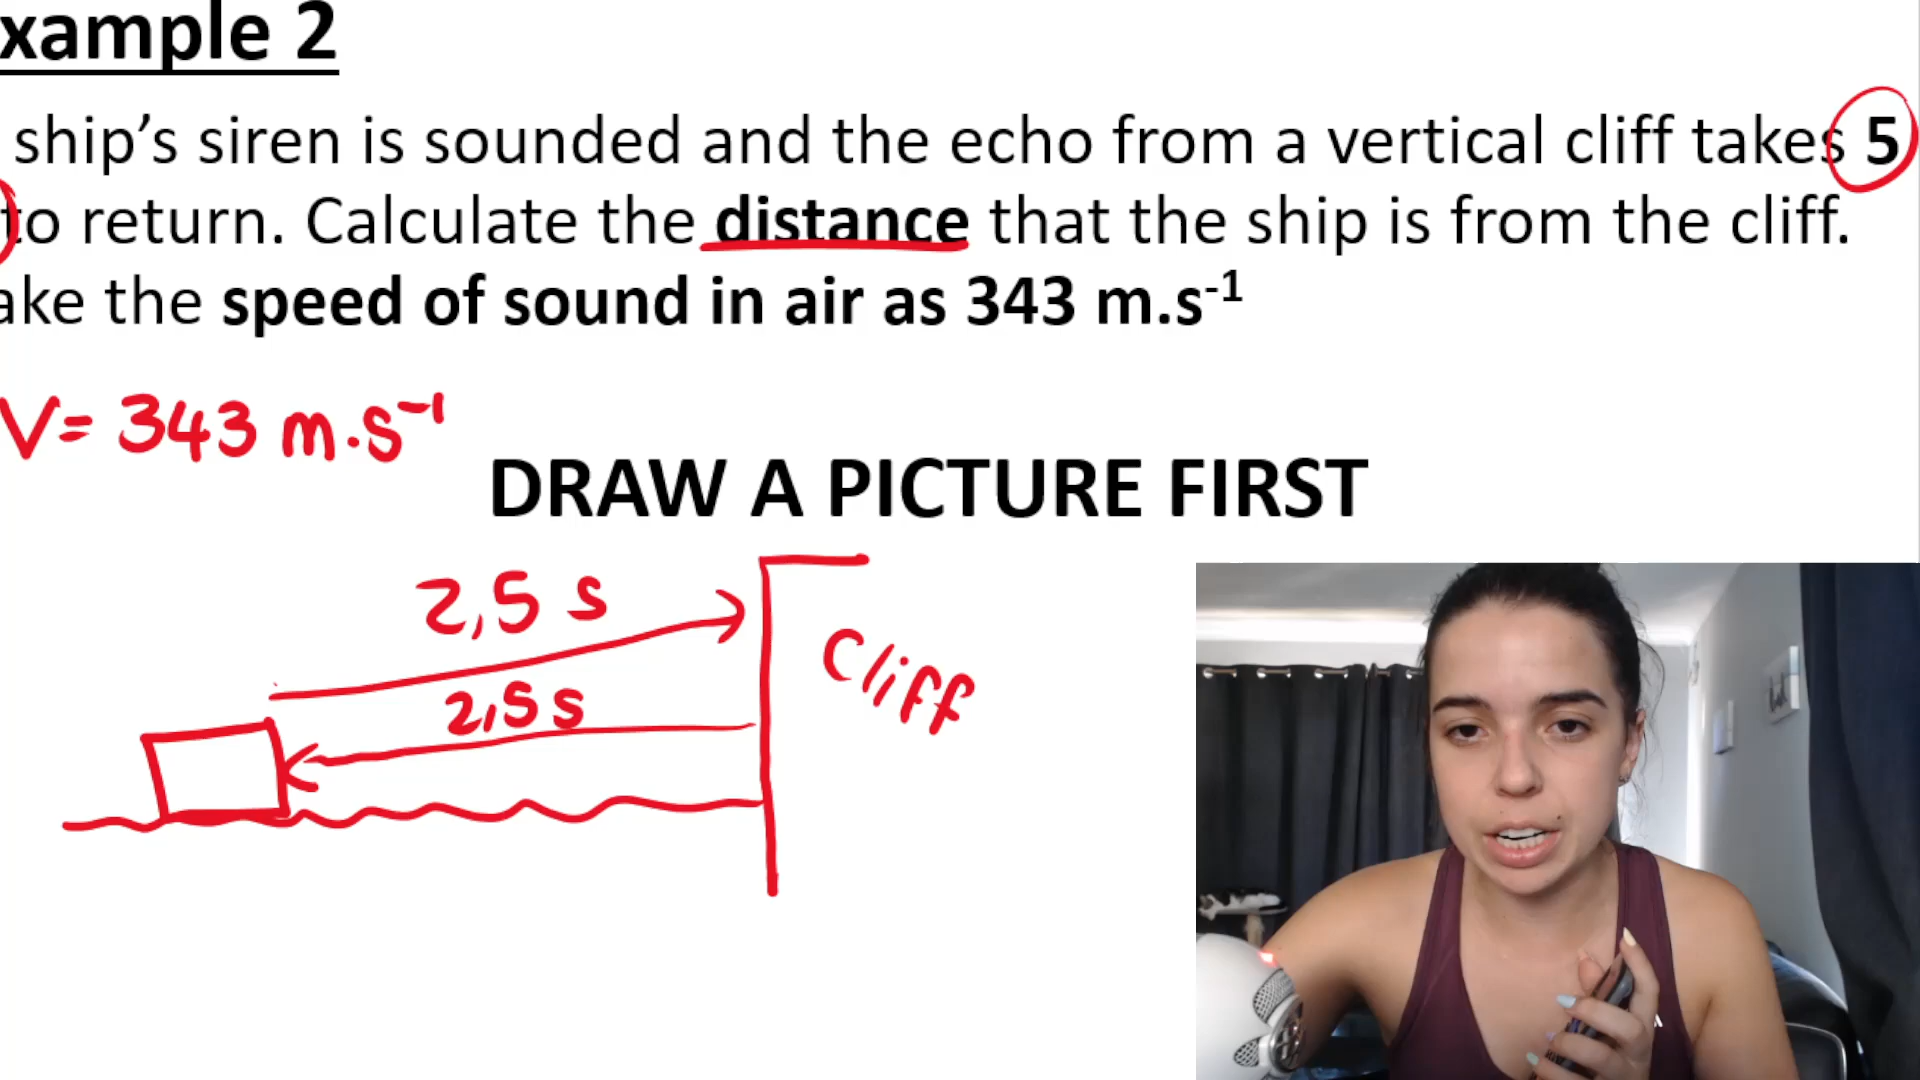 xample 2
ship’s siren is sounded and the echo from a vertical cliff takes 5
to return. Calculate the distance that the ship is from the cliff.
ake the speed of sound in air as 343 m.s-1
V= 343 m.s-1
DRAW A PICTURE FIRST
2,5 s
Cliff
2,5 s